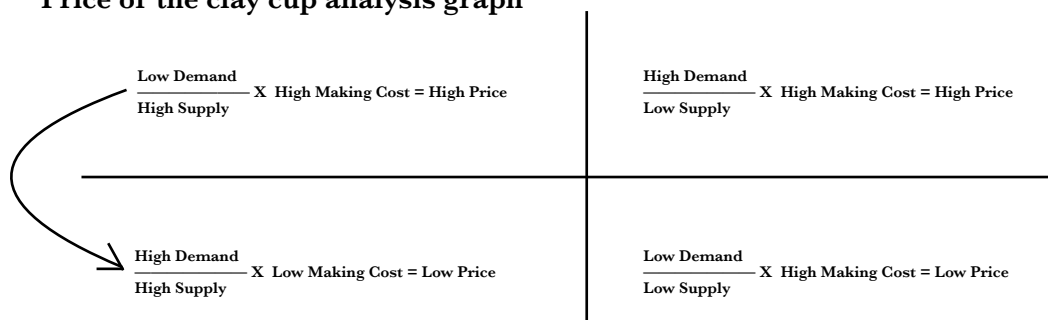 Price of the clay cup analysis graph
Low Demand
High Supply
X High Making Cost = High Price
High Demand
Low Supply
X High Making Cost = High Price
High Demand
High Supply
X Low Making Cost = Low Price
Low Demand
Low Supply
X High Making Cost = Low Price